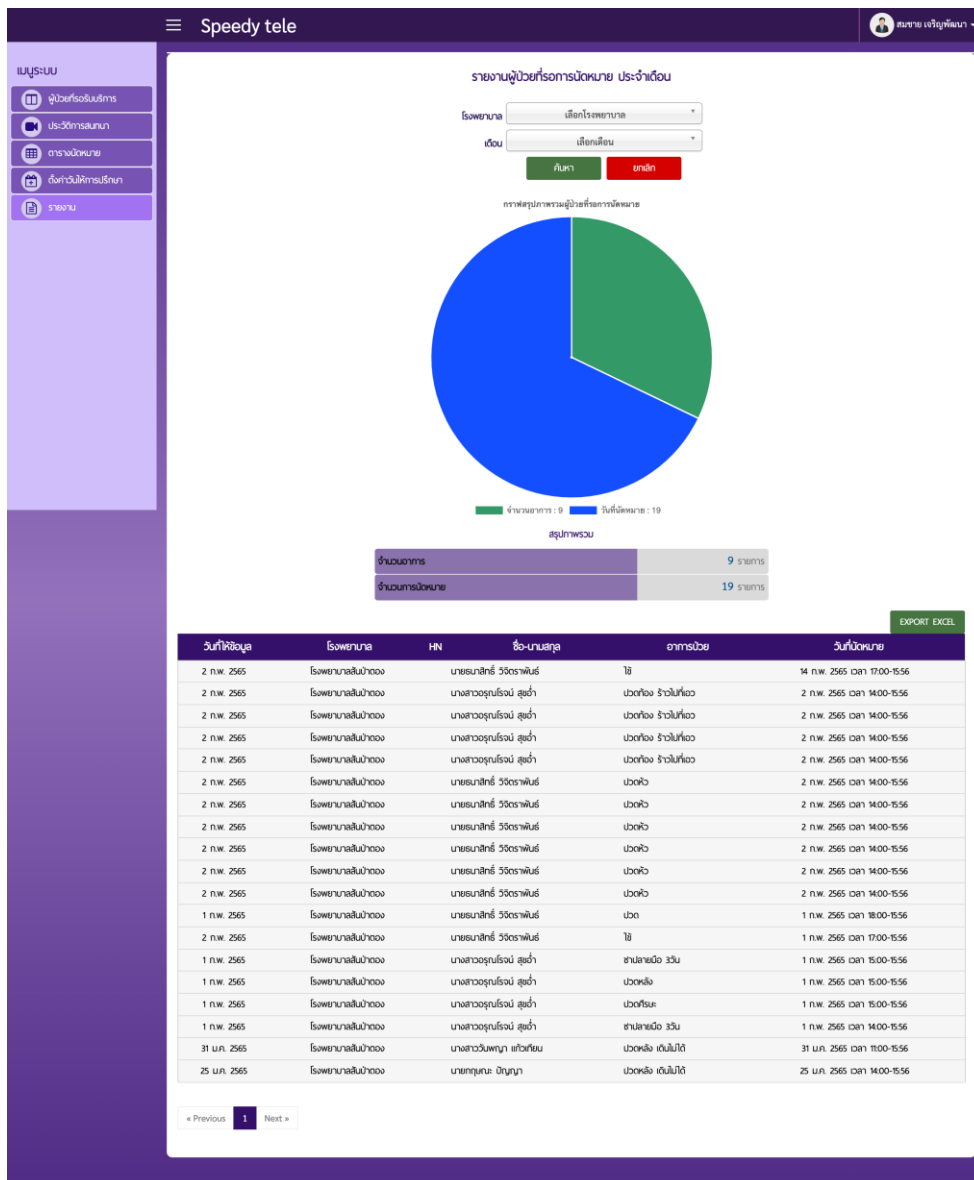 Speedy tele
สมชาย เจริญพัฒนา
เมนูระบบ
ผู้ป่วยที่รอรับบริการ
ประวัติการสนทนา
ตารางนัดหมาย
ตั้งค่าวันให้การปรึกษา
รายงาน
รายงานผู้ป่วยที่รอการนัดหมาย ประจำเดือน
โรงพยาบาล เลือกโรงพยาบาล
เดือน เลือกเดือน
ค้นหา ยกเลิก
กราฟสรุปภาพรวมผู้ป่วยที่รอการนัดหมาย
จำนวนอาการ : 9 วันที่นัดหมาย : 19
สรุปภาพรวม
จำนวนอาการ 9 รายการ
จำนวนการนัดหมาย 19 รายการ
EXPORT EXCEL
วันที่ให้ข้อมูล โรงพยาบาล HN ชื่อ-นามสกุล อาการป่วย วันที่นัดหมาย
2 ก.พ. 2565 โรงพยาบาลสันป่าตอง นายธนาสิทธิ์ วิจิตราพันธ์ ไข้ 14 ก.พ. 2565 เวลา 17:00-15:56
2 ก.พ. 2565 โรงพยาบาลสันป่าตอง นางสาวอรุณโรจน์ สุขอ่ำ ปวดท้อง ร้าวไปที่เอว 2 ก.พ. 2565 เวลา 14:00-15:56
2 ก.พ. 2565 โรงพยาบาลสันป่าตอง นางสาวอรุณโรจน์ สุขอ่ำ ปวดท้อง ร้าวไปที่เอว 2 ก.พ. 2565 เวลา 14:00-15:56
2 ก.พ. 2565 โรงพยาบาลสันป่าตอง นางสาวอรุณโรจน์ สุขอ่ำ ปวดท้อง ร้าวไปที่เอว 2 ก.พ. 2565 เวลา 14:00-15:56
2 ก.พ. 2565 โรงพยาบาลสันป่าตอง นางสาวอรุณโรจน์ สุขอ่ำ ปวดท้อง ร้าวไปที่เอว 2 ก.พ. 2565 เวลา 14:00-15:56
2 ก.พ. 2565 โรงพยาบาลสันป่าตอง นายธนาสิทธิ์ วิจิตราพันธ์ ปวดหัว 2 ก.พ. 2565 เวลา 14:00-15:56
2 ก.พ. 2565 โรงพยาบาลสันป่าตอง นายธนาสิทธิ์ วิจิตราพันธ์ ปวดหัว 2 ก.พ. 2565 เวลา 14:00-15:56
2 ก.พ. 2565 โรงพยาบาลสันป่าตอง นายธนาสิทธิ์ วิจิตราพันธ์ ปวดหัว 2 ก.พ. 2565 เวลา 14:00-15:56
2 ก.พ. 2565 โรงพยาบาลสันป่าตอง นายธนาสิทธิ์ วิจิตราพันธ์ ปวดหัว 2 ก.พ. 2565 เวลา 14:00-15:56
2 ก.พ. 2565 โรงพยาบาลสันป่าตอง นายธนาสิทธิ์ วิจิตราพันธ์ ปวดหัว 2 ก.พ. 2565 เวลา 14:00-15:56
2 ก.พ. 2565 โรงพยาบาลสันป่าตอง นายธนาสิทธิ์ วิจิตราพันธ์ ปวดหัว 2 ก.พ. 2565 เวลา 14:00-15:56
1 ก.พ. 2565 โรงพยาบาลสันป่าตอง นายธนาสิทธิ์ วิจิตราพันธ์ ปวด 1 ก.พ. 2565 เวลา 18:00-15:56
2 ก.พ. 2565 โรงพยาบาลสันป่าตอง นายธนาสิทธิ์ วิจิตราพันธ์ ไข้ 1 ก.พ. 2565 เวลา 17:00-15:56
1 ก.พ. 2565 โรงพยาบาลสันป่าตอง นางสาวอรุณโรจน์ สุขอ่ำ ชาปลายมือ 3วัน 1 ก.พ. 2565 เวลา 15:00-15:56
1 ก.พ. 2565 โรงพยาบาลสันป่าตอง นางสาวอรุณโรจน์ สุขอ่ำ ปวดหลัง 1 ก.พ. 2565 เวลา 15:00-15:56
1 ก.พ. 2565 โรงพยาบาลสันป่าตอง นางสาวอรุณโรจน์ สุขอ่ำ ปวดศีรษะ 1 ก.พ. 2565 เวลา 15:00-15:56
1 ก.พ. 2565 โรงพยาบาลสันป่าตอง นางสาวอรุณโรจน์ สุขอ่ำ ชาปลายมือ 3วัน 1 ก.พ. 2565 เวลา 14:00-15:56
31 ม.ค. 2565 โรงพยาบาลสันป่าตอง นางสาววันพญา แก้วเทียน ปวดหลัง เดินไม่ได้ 31 ม.ค. 2565 เวลา 11:00-15:56
25 ม.ค. 2565 โรงพยาบาลสันป่าตอง นายกฤษณะ ปัญญา ปวดหลัง เดินไม่ได้ 25 ม.ค. 2565 เวลา 14:00-15:56
« Previous 1 Next »